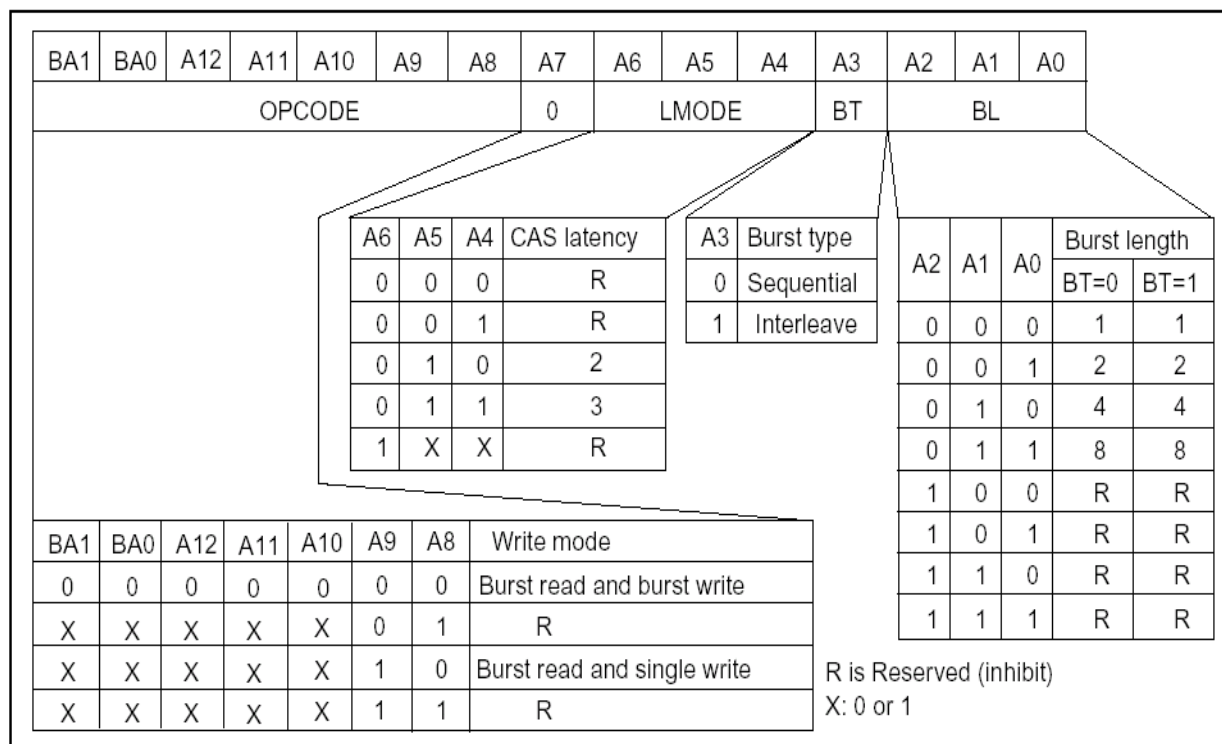 BA1 BA0 A12 A11 A10 A9 A8 A7 A6 A5 A4 A3 A2 A1 A0
OPCODE 0 LMODE BT BL
A6 A5 A4 CAS latency
0 0 0 R
0 0 1 R
0 1 0 2
0 1 1 3
1 X X R
A3 Burst type
0 Sequential
1 Interleave
A2 A1 A0 Burst length
BT=0 BT=1
0 0 0 1 1
0 0 1 2 2
0 1 0 4 4
0 1 1 8 8
1 0 0 R R
1 0 1 R R
1 1 0 R R
1 1 1 R R
BA1 BA0 A12 A11 A10 A9 A8 Write mode
0 0 0 0 0 0 0 Burst read and burst write
X X X X X 0 1 R
X X X X X 1 0 Burst read and single write
X X X X X 1 1 R
R is Reserved (inhibit)
X: 0 or 1